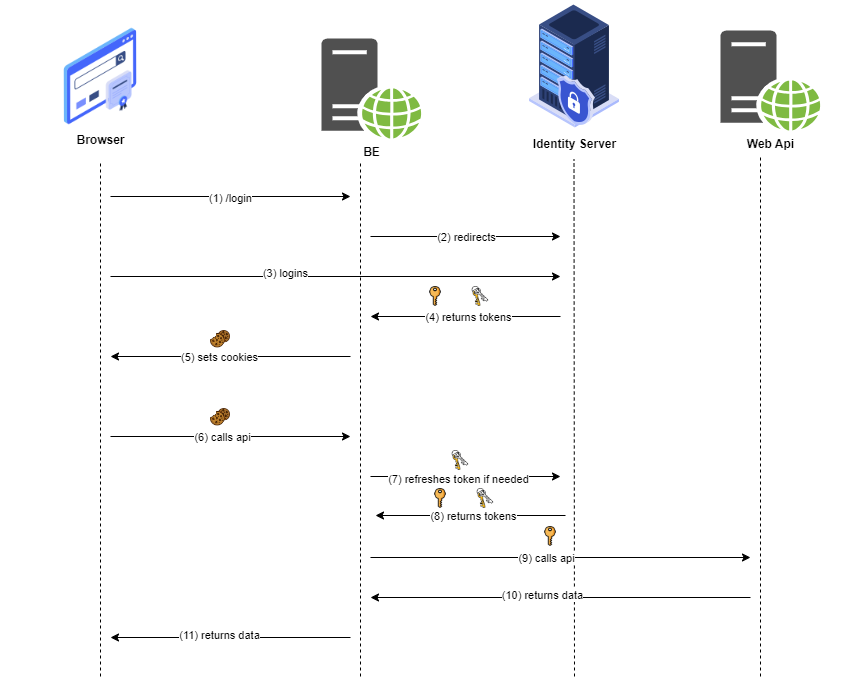 Browser
BE
Identity Server
Web Api
(1) /login
(2) redirects
(3) logins
(4) returns tokens
(5) sets cookies
(6) calls api
(7) refreshes token if needed
(8) returns tokens
(9) calls api
(10) returns data
(11) returns data